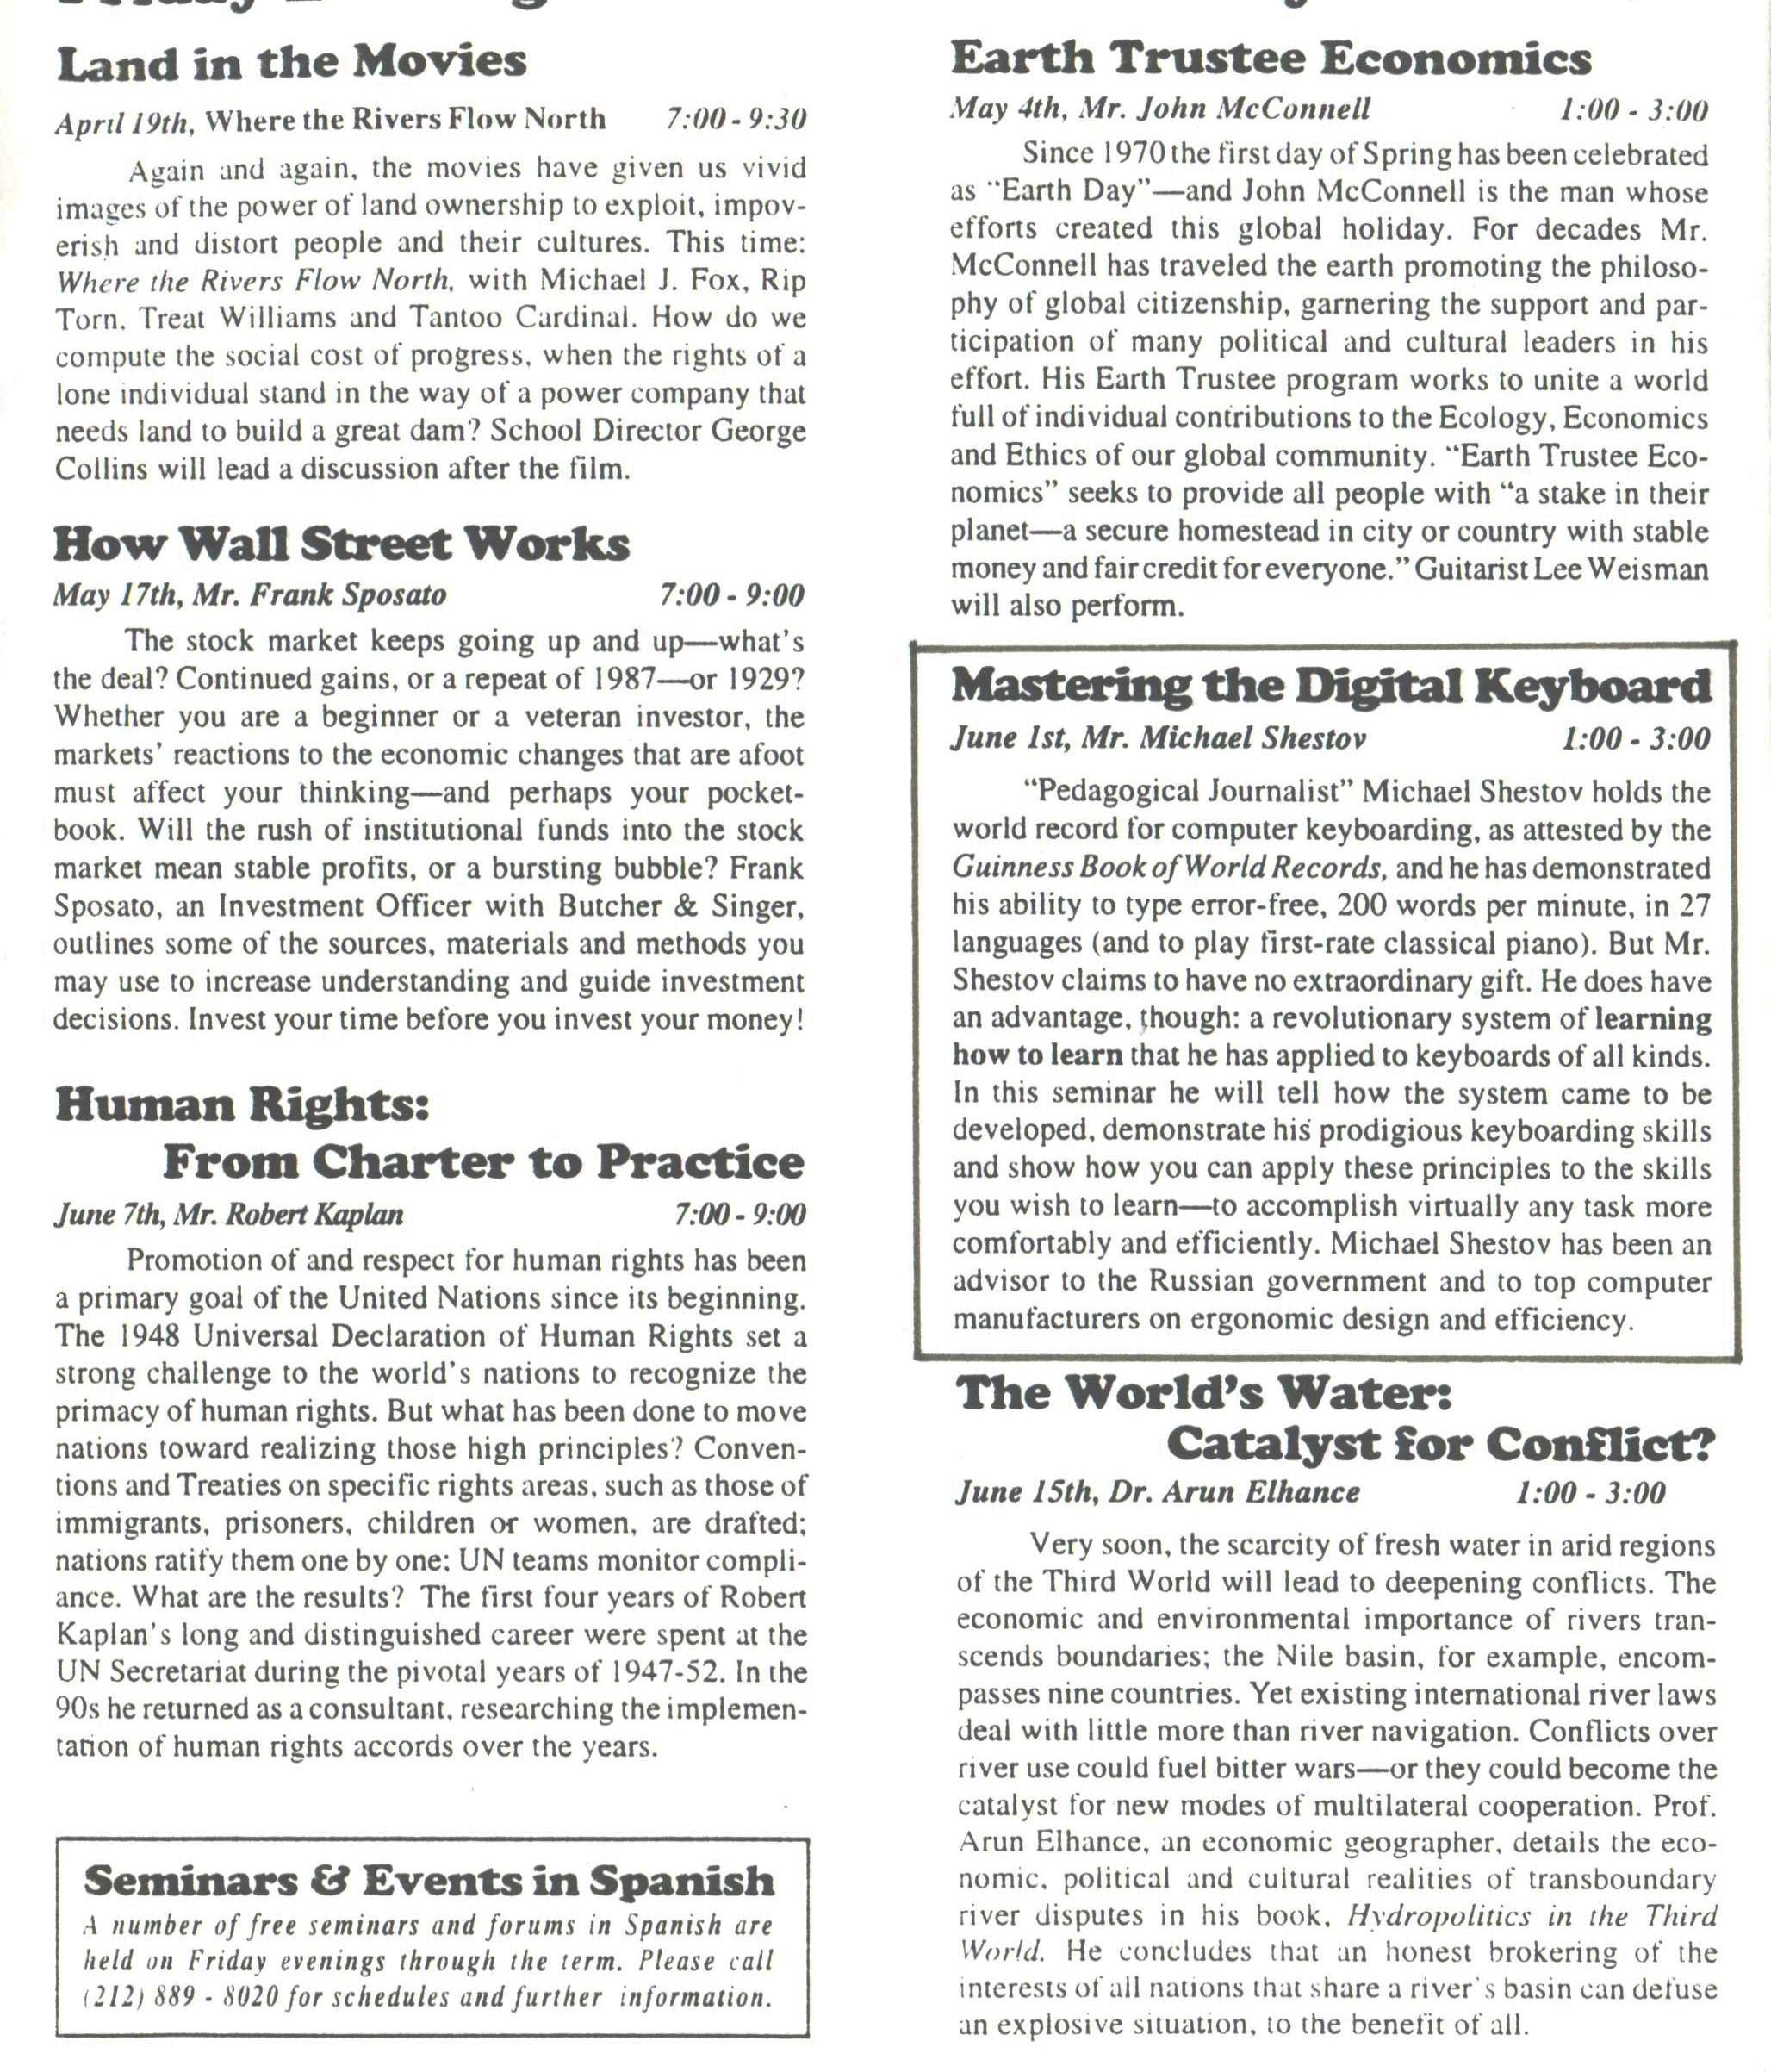 Land in the Movies
April 19th, Where the Rivers Flow North 7:00 - 9:30
Again and again, the movies have given us vivid
images of the power of land ownership to exploit, impov-
erish and distort people and their cultures. This time:
Where the Rivers Flow North, with Michael J. Fox, Rip
Torn, Treat Williams and Tantoo Cardinal. How do we
compute the social cost of progress, when the rights of a
lone individual stand in the way of a power company that
needs land to build a great dam? School Director George
Collins will lead a discussion after the film.
How Wall Street Works
May 17th, Mr. Frank Sposato 7:00 - 9:00
The stock market keeps going up and up—what's
the deal? Continued gains, or a repeat of 1987—or 1929?
Whether you are a beginner or a veteran investor, the
markets' reactions to the economic changes that are afoot
must affect your thinking—and perhaps your pocket-
book. Will the rush of institutional funds into the stock
market mean stable profits, or a bursting bubble? Frank
Sposato, an Investment Officer with Butcher & Singer,
outlines some of the sources, materials and methods you
may use to increase understanding and guide investment
decisions. Invest your time before you invest your money!
Human Rights:
From Charter to Practice
June 7th, Mr. Robert Kaplan 7:00 - 9:00
Promotion of and respect for human rights has been
a primary goal of the United Nations since its beginning.
The 1948 Universal Declaration of Human Rights set a
strong challenge to the world's nations to recognize the
primacy of human rights. But what has been done to move
nations toward realizing those high principles? Conven-
tions and Treaties on specific rights areas, such as those of
immigrants, prisoners, children or women, are drafted;
nations ratify them one by one; UN teams monitor compli-
ance. What are the results? The first four years of Robert
Kaplan's long and distinguished career were spent at the
UN Secretariat during the pivotal years of 1947-52. In the
90s he returned as a consultant, researching the implemen-
tation of human rights accords over the years.
Seminars & Events in Spanish
A number of free seminars and forums in Spanish are
held on Friday evenings through the term. Please call
(212) 889 - 8020 for schedules and further information.
Earth Trustee Economics
May 4th, Mr. John McConnell 1:00 - 3:00
Since 1970 the first day of Spring has been celebrated
as "Earth Day"—and John McConnell is the man whose
efforts created this global holiday. For decades Mr.
McConnell has traveled the earth promoting the philoso-
phy of global citizenship, garnering the support and par-
ticipation of many political and cultural leaders in his
effort. His Earth Trustee program works to unite a world
full of individual contributions to the Ecology, Economics
and Ethics of our global community. "Earth Trustee Eco-
nomics" seeks to provide all people with "a stake in their
planet—a secure homestead in city or country with stable
money and fair credit for everyone." Guitarist Lee Weisman
will also perform.
Mastering the Digital Keyboard
June 1st, Mr. Michael Shestov 1:00 - 3:00
"Pedagogical Journalist" Michael Shestov holds the
world record for computer keyboarding, as attested by the
Guinness Book of World Records, and he has demonstrated
his ability to type error-free, 200 words per minute, in 27
languages (and to play first-rate classical piano). But Mr.
Shestov claims to have no extraordinary gift. He does have
an advantage, though: a revolutionary system of learning
how to learn that he has applied to keyboards of all kinds.
In this seminar he will tell how the system came to be
developed, demonstrate his prodigious keyboarding skills
and show how you can apply these principles to the skills
you wish to learn—to accomplish virtually any task more
comfortably and efficiently. Michael Shestov has been an
advisor to the Russian government and to top computer
manufacturers on ergonomic design and efficiency.
The World's Water:
Catalyst for Conflict?
June 15th, Dr. Arun Elhance 1:00 - 3:00
Very soon, the scarcity of fresh water in arid regions
of the Third World will lead to deepening conflicts. The
economic and environmental importance of rivers tran-
scends boundaries; the Nile basin, for example, encom-
passes nine countries. Yet existing international river laws
deal with little more than river navigation. Conflicts over
river use could fuel bitter wars—or they could become the
catalyst for new modes of multilateral cooperation. Prof.
Arun Elhance, an economic geographer, details the eco-
nomic, political and cultural realities of transboundary
river disputes in his book, Hydropolitics in the Third
World. He concludes that an honest brokering of the
interests of all nations that share a river's basin can defuse
an explosive situation, to the benefit of all.